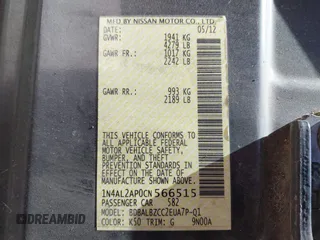 MFD BY NISSAN MOTOR CO., LTD.
DATE: 05/12
GVWR: 1941 KG
4279 LB
GAWR FR.: 1017 KG
2242 LB
GAWR RR.: 993 KG
2189 LB
THIS VEHICLE CONFORMS TO
ALL APPLICABLE FEDERAL
MOTOR VEHICLE SAFETY,
BUMPER, AND THEFT
PREVENTION STANDARDS IN
EFFECT ON THE DATE OF
MANUFACTURE SHOWN ABOVE.
1N4AL2AP0CN566515
PASSENGER CAR 582
MODEL: BDBALBZCCZEUA7P-Q1
COLOR: K50 TRIM: G 9N00A
DREAMBID